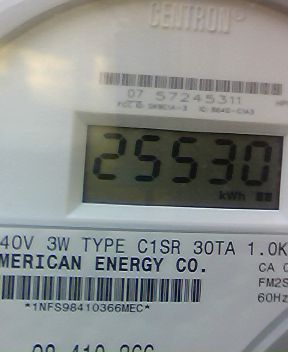 CENTRON
07 57245311
25530
kWh
40V 3W TYPE C1SR 30TA 1.0K
MERICAN ENERGY CO.
CA
FM2S
60Hz
*1NFS98410366MEC*